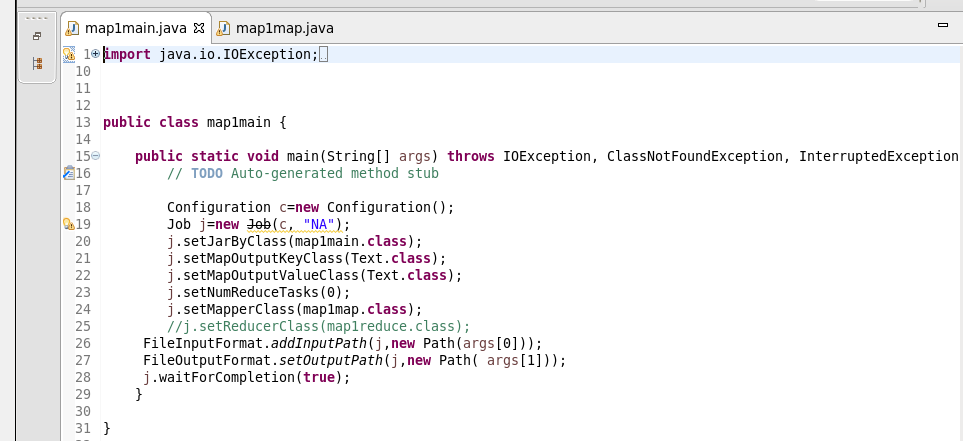 map1main.java map1map.java
1 import java.io.IOException;
10
11
12
13 public class map1main {
14
15 public static void main(String[] args) throws IOException, ClassNotFoundException, InterruptedException
16 // TODO Auto-generated method stub
17
18 Configuration c=new Configuration();
19 Job j=new Job(c, "NA");
20 j.setJarByClass(map1main.class);
21 j.setMapOutputKeyClass(Text.class);
22 j.setMapOutputValueClass(Text.class);
23 j.setNumReduceTasks(0);
24 j.setMapperClass(map1map.class);
25 //j.setReducerClass(map1reduce.class);
26 FileInputFormat.addInputPath(j,new Path(args[0]));
27 FileOutputFormat.setOutputPath(j,new Path( args[1]));
28 j.waitForCompletion(true);
29 }
30
31 }